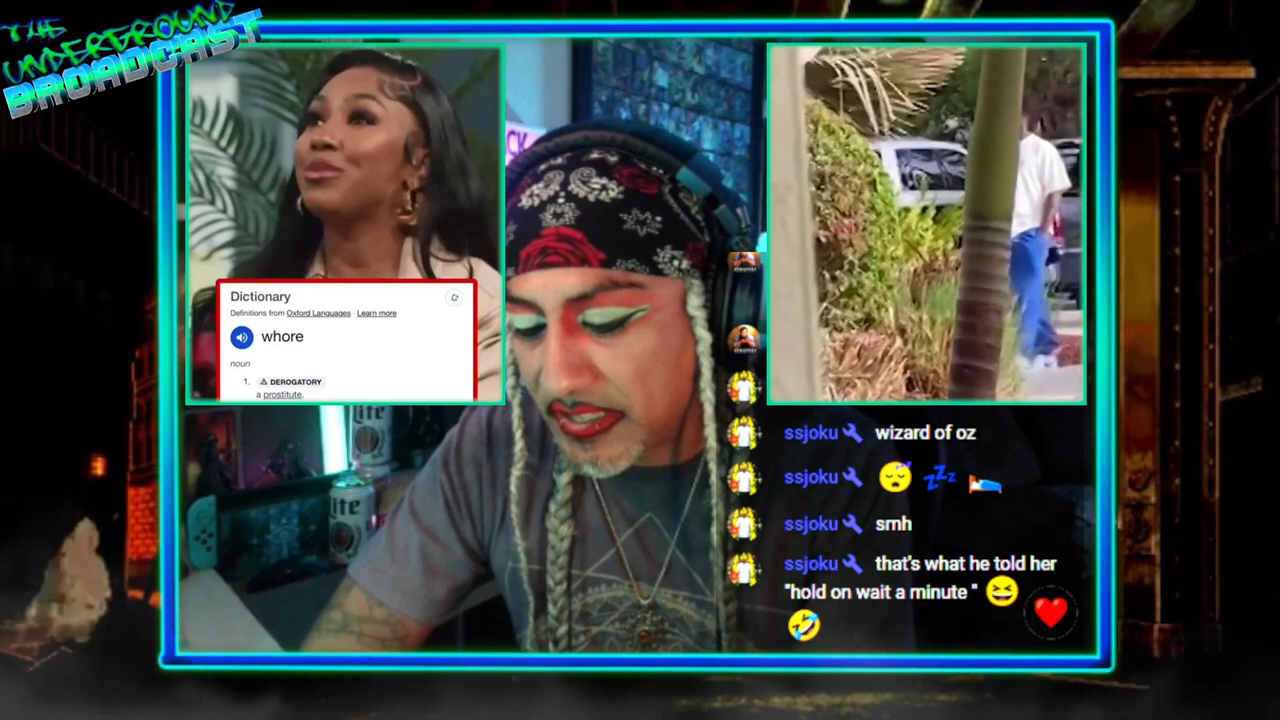 THE
UNDERGROUND
BROADCAST
CK
Dictionary
Definitions from Oxford Languages · Learn more
whore
noun
1. DEROGATORY
a prostitute.
lite
lite
ssjoku wizard of oz
ssjoku 😴 💤 🛏️
ssjoku smh
ssjoku that's what he told her
"hold on wait a minute " 😆
🤣